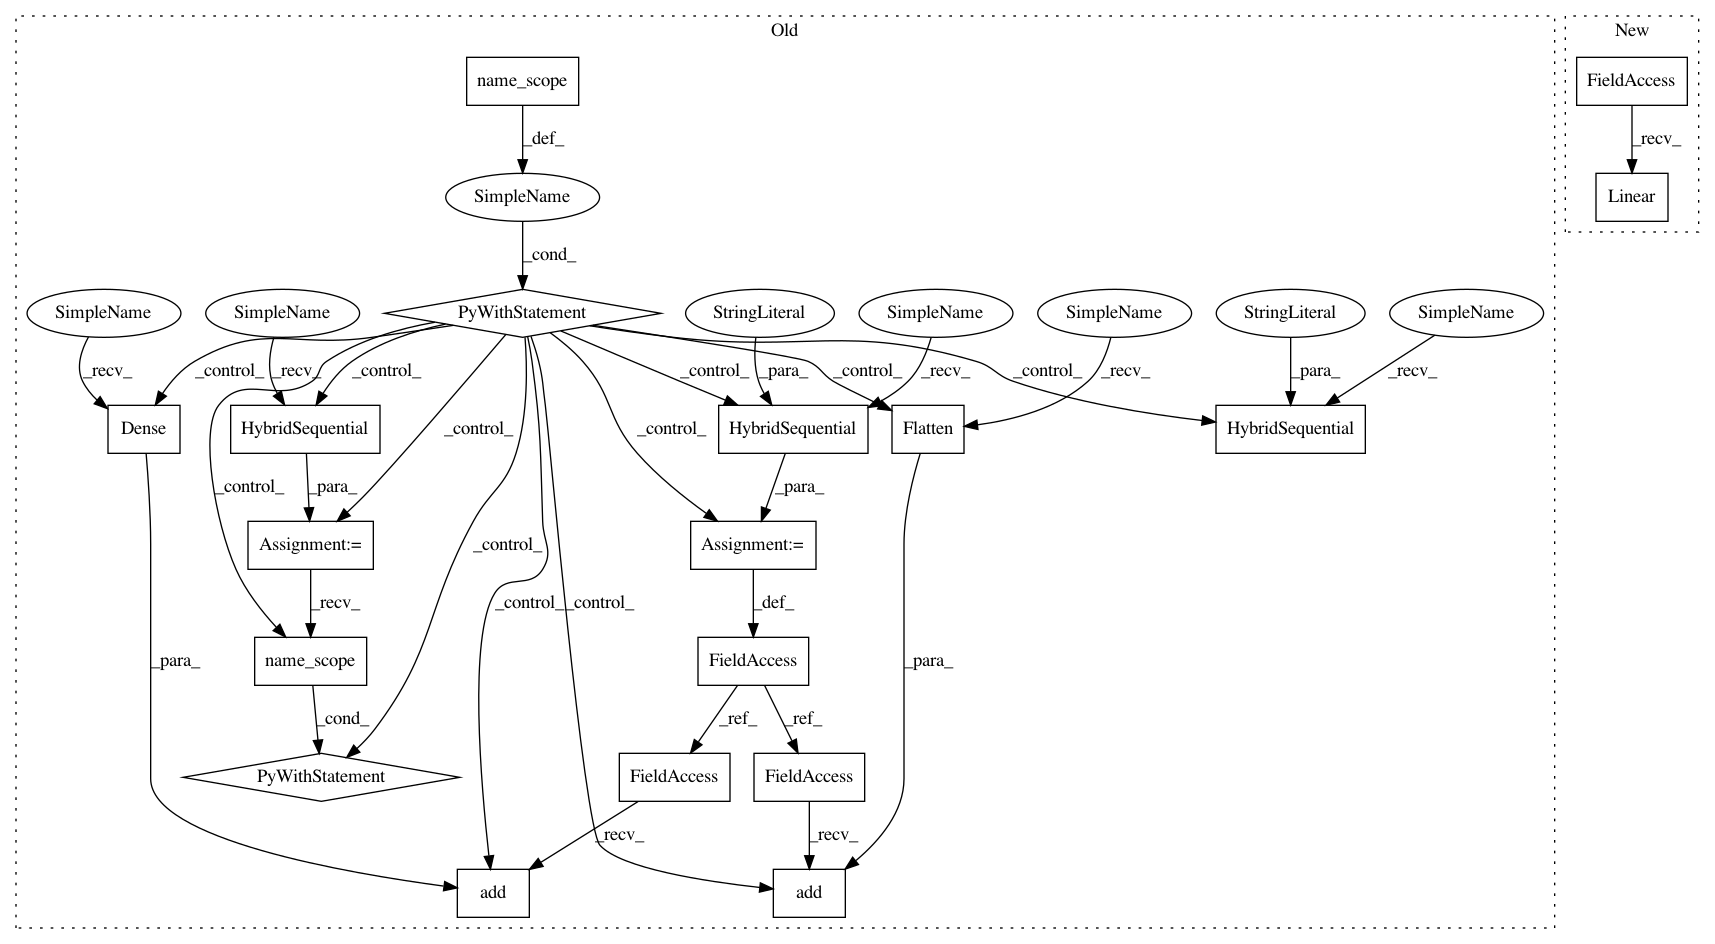 Old
New
name_scope
FieldAccess
_def_
_recv_
SimpleName
Linear
_cond_
SimpleName
SimpleName
PyWithStatement
StringLiteral
SimpleName
SimpleName
StringLiteral
SimpleName
_recv_
_control_
_recv_
_control_
_control_
_para_
_recv_
_control_
_recv_
_control_
_para_
_recv_
Dense
HybridSequential
_control_
_control_
HybridSequential
Flatten
HybridSequential
_control_
_para_
_para_
Assignment:=
_control_
Assignment:=
_recv_
_control_
_control_
_def_
_para_
name_scope
FieldAccess
_para_
_cond_
_ref_
_ref_
PyWithStatement
FieldAccess
FieldAccess
_recv_
_recv_
add
add